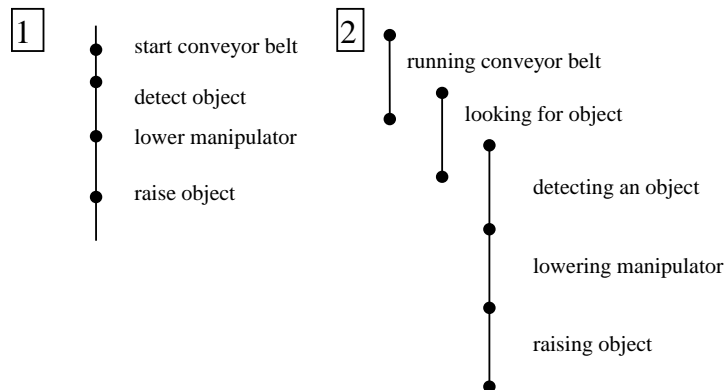 1
start conveyor belt
detect object
lower manipulator
raise object
2
running conveyor belt
looking for object
detecting an object
lowering manipulator
raising object